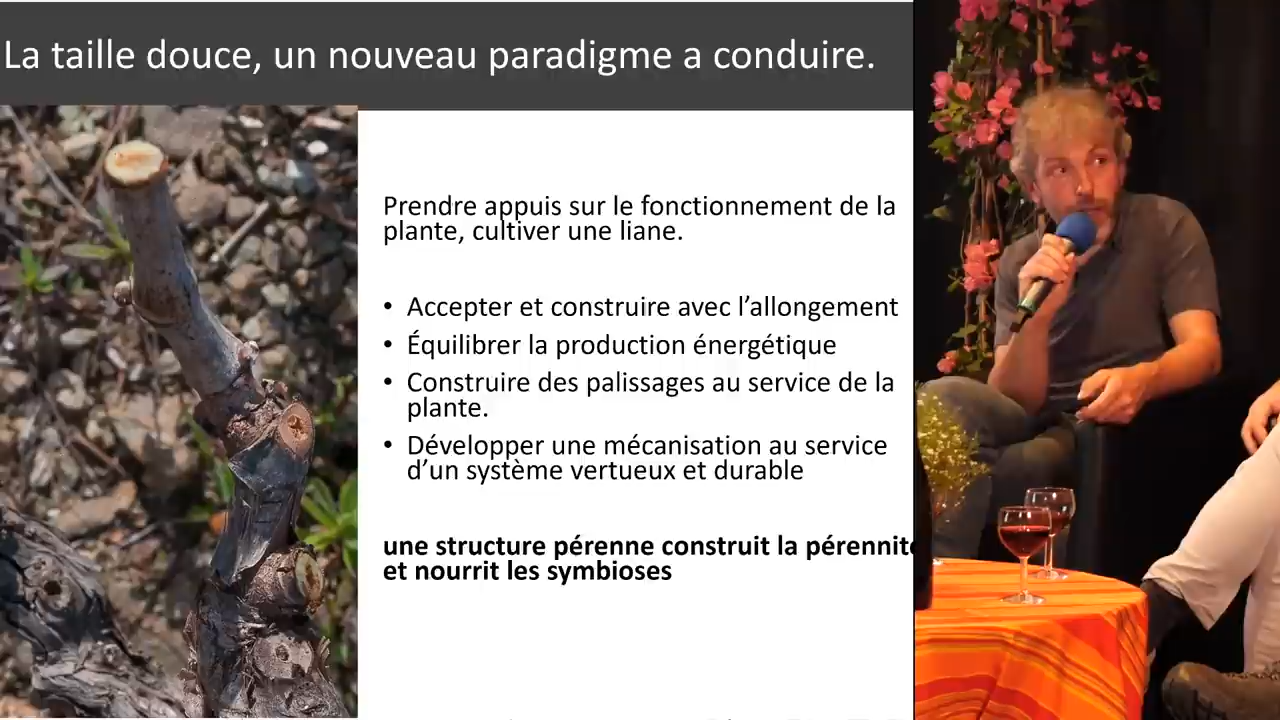 La taille douce, un nouveau paradigme a conduire.
Prendre appuis sur le fonctionnement de la
plante, cultiver une liane.
• Accepter et construire avec l’allongement
• Équilibrer la production énergétique
• Construire des palissages au service de la
plante.
• Développer une mécanisation au service
d’un système vertueux et durable
une structure pérenne construit la pérennité
et nourrit les symbioses